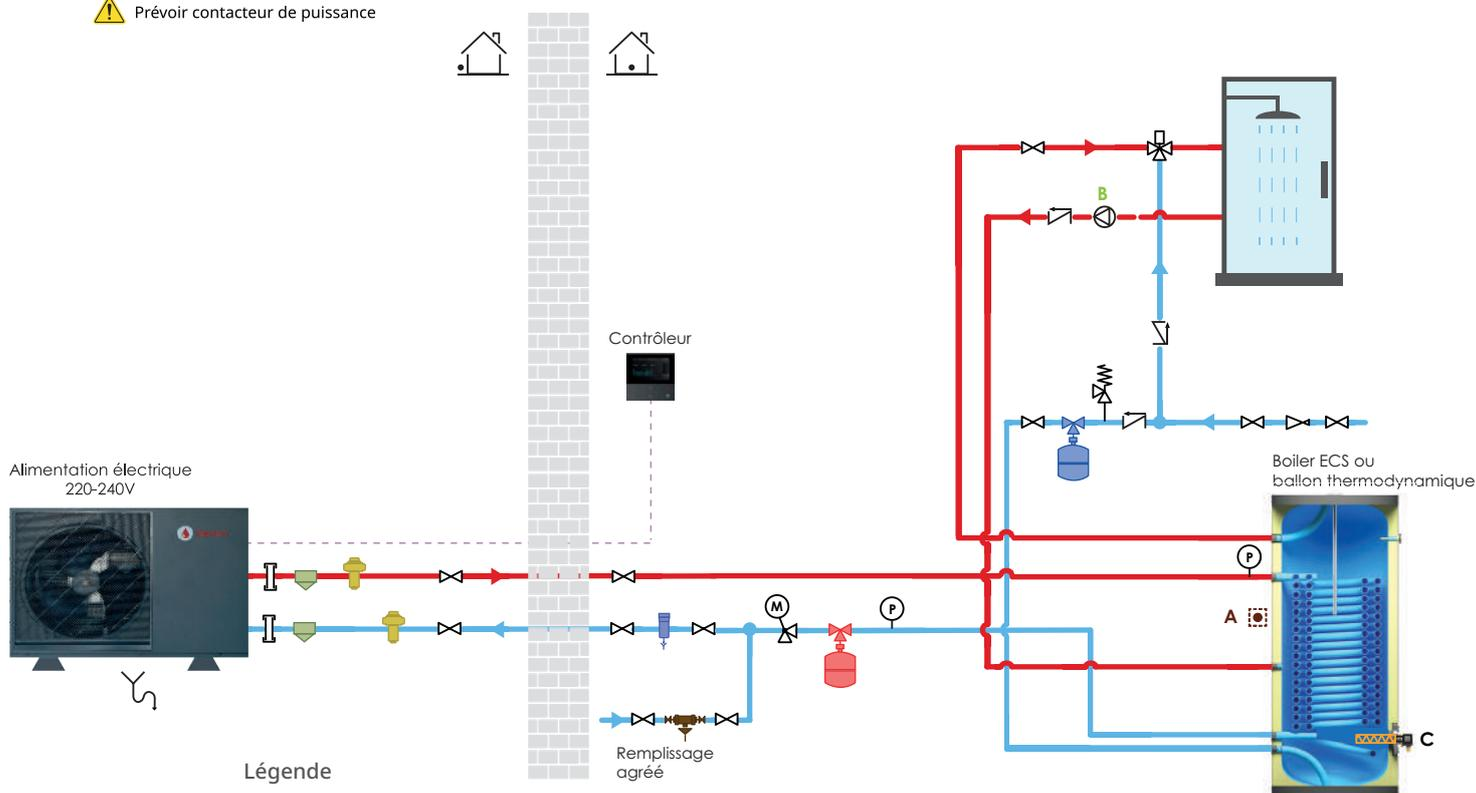 Prévoir contacteur de puissance
B
Contrôleur
Alimentation électrique
220-240V
Boiler ECS ou
ballon thermodynamique
P
M
P
A
C
Remplissage
agréé
Légende